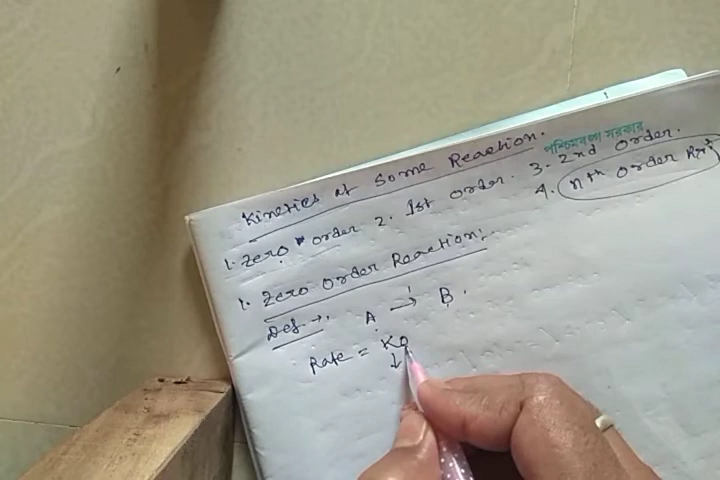 পশ্চিমবঙ্গ সরকার
Kinetics of Some Reaction.
1. Zero order 2. 1st order. 3. 2nd order.
4. nth order Rxn
1. Zero order Reaction:
Def →. A → B.
Rate = K0
↓